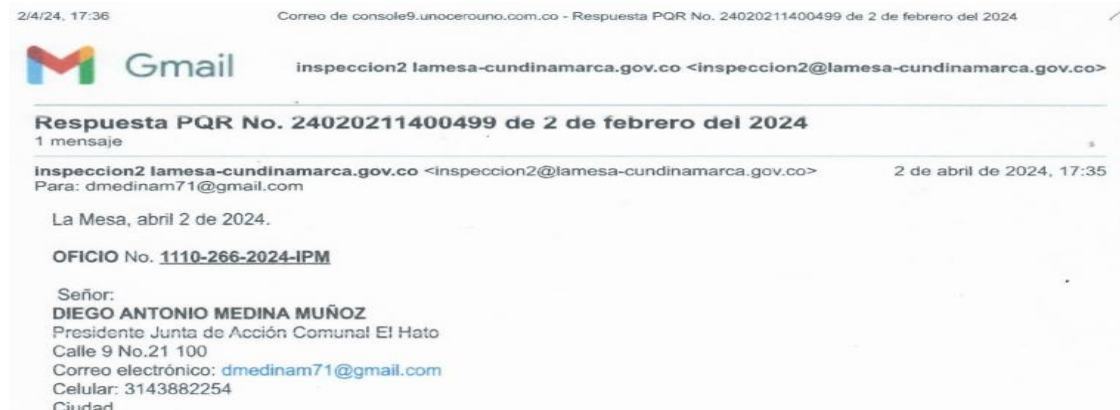 2/4/24, 17:36 Correo de console9.unocerouno.com.co - Respuesta PQR No. 24020211400499 de 2 de febrero del 2024
Gmail inspeccion2 lamesa-cundinamarca.gov.co <inspeccion2@lamesa-cundinamarca.gov.co>
Respuesta PQR No. 24020211400499 de 2 de febrero del 2024
1 mensaje
inspeccion2 lamesa-cundinamarca.gov.co <inspeccion2@lamesa-cundinamarca.gov.co> 2 de abril de 2024, 17:35
Para: dmedinam71@gmail.com
La Mesa, abril 2 de 2024.
OFICIO No. 1110-266-2024-IPM
Señor:
DIEGO ANTONIO MEDINA MUÑOZ
Presidente Junta de Acción Comunal El Hato
Calle 9 No.21 100
Correo electrónico: dmedinam71@gmail.com
Celular: 3143882254
Ciudad